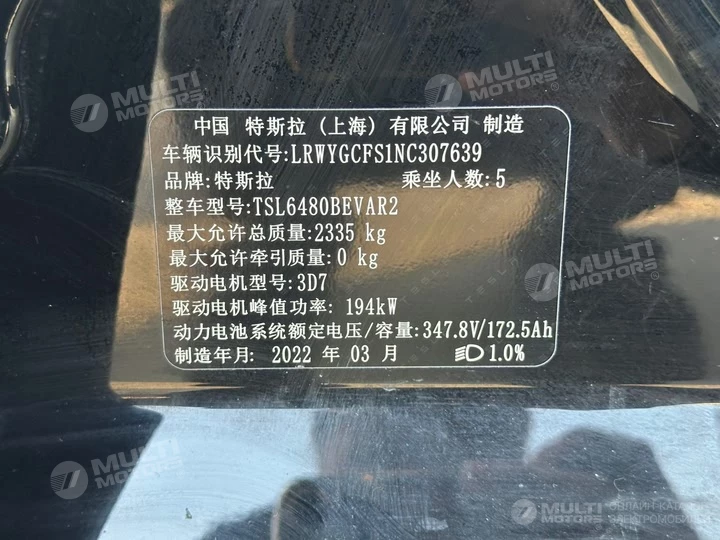 MULTI
MOTORS®
MULTI
MOTORS®
中国 特斯拉 (上海) 有限公司 制造
车辆识别代号:LRWYGCFS1NC307639
品牌:特斯拉 乘坐人数:5
整车型号:TSL6480BEVAR2
最大允许总质量:2335 kg
最大允许牵引质量:0 kg
驱动电机型号:3D7
驱动电机峰值功率: 194kW
动力电池系统额定电压/容量:347.8V/172.5Ah
制造年月: 2022 年 03 月 1.0%
TESLA
MULTI
MOTORS®
MULTI
MOTORS®
MULTI
MOTORS®
ОНЛАЙН-КАТАЛОГ
ЭЛЕКТРОМОБИЛЕЙ